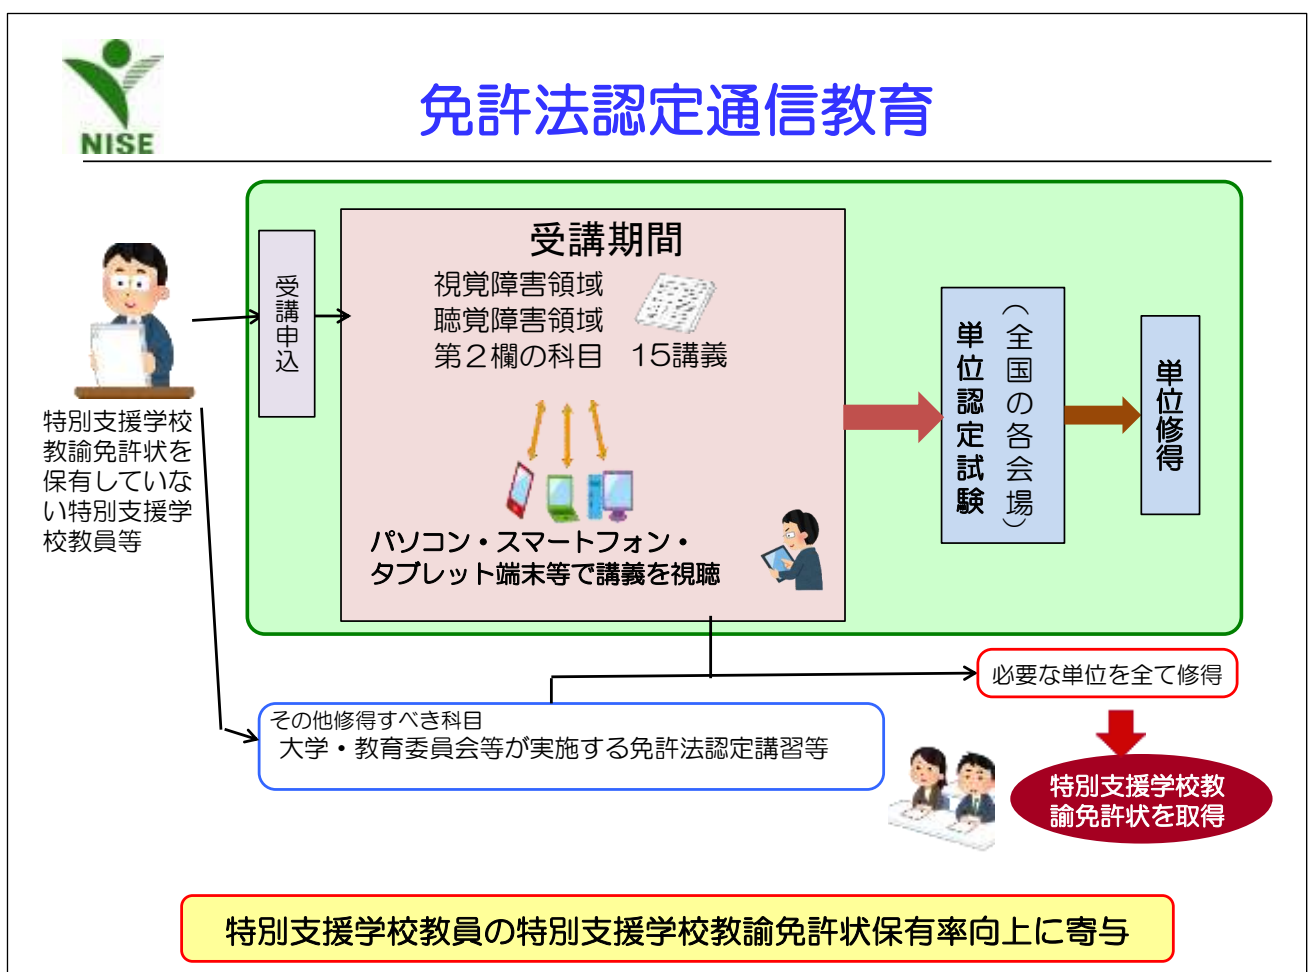 NISE
免許法認定通信教育
受講申込
受講期間
視覚障害領域
聴覚障害領域
第２欄の科目　15講義
パソコン・スマートフォン・
タブレット端末等で講義を視聴
単位認定試験
（全国の各会場）
単位修得
特別支援学校
教諭免許状を
保有していな
い特別支援学
校教員等
必要な単位を全て修得
その他修得すべき科目
大学・教育委員会等が実施する免許法認定講習等
特別支援学校教
諭免許状を取得
特別支援学校教員の特別支援学校教諭免許状保有率向上に寄与